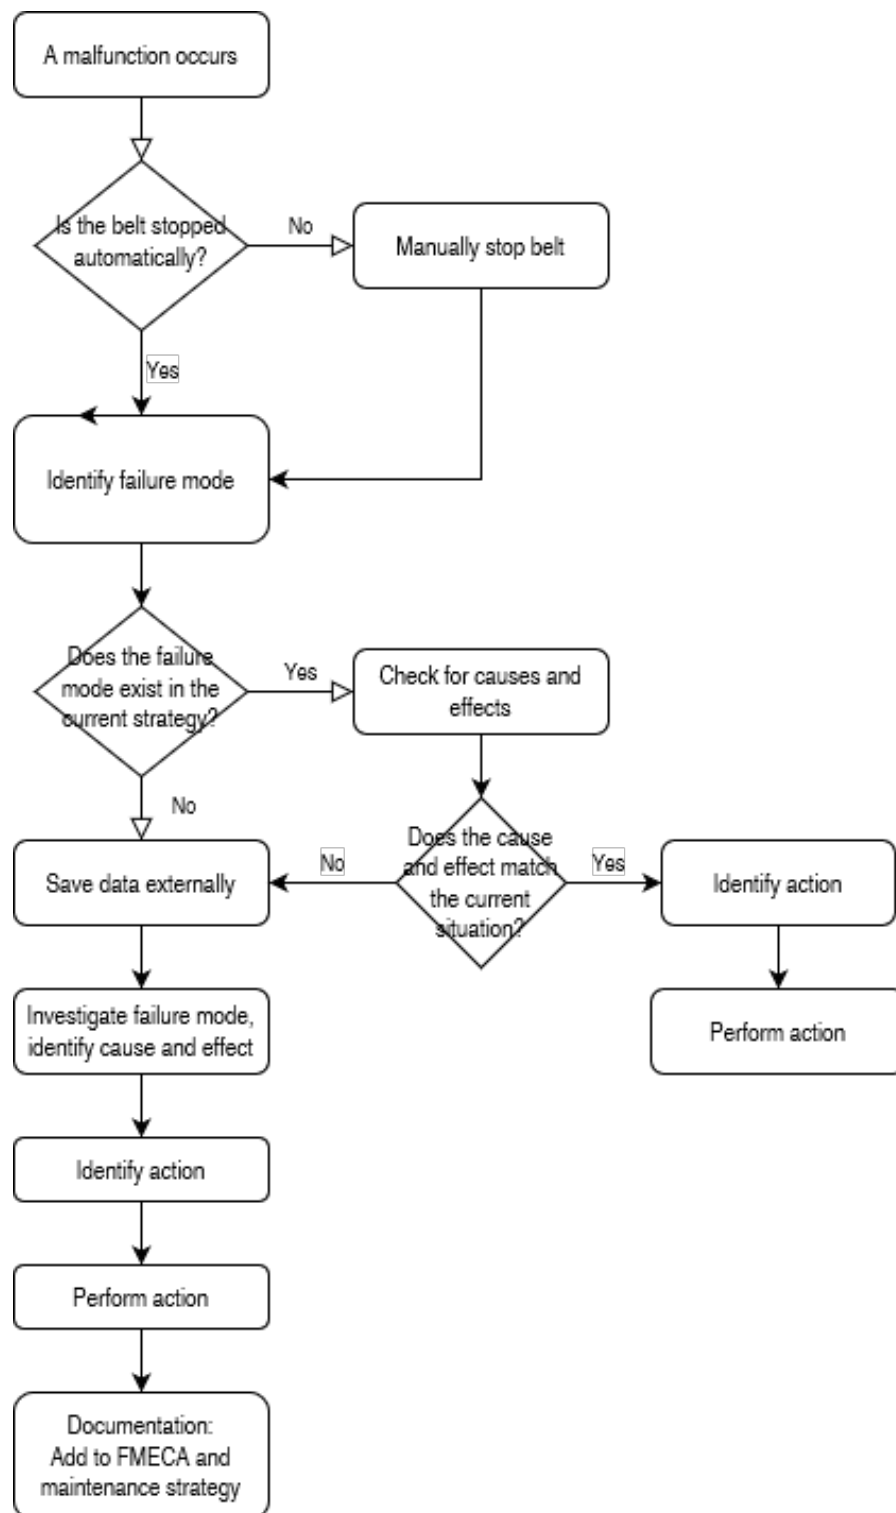 A malfunction occurs
Is the belt stopped
automatically?
No
Manually stop belt
Yes
Identify failure mode
Does the failure
mode exist in the
current strategy?
Yes
Check for causes and
effects
No
Save data externally
No
Does the cause
and effect match
the current
situation?
Yes
Identify action
Investigate failure mode,
identify cause and effect
Perform action
Identify action
Perform action
Documentation:
Add to FMECA and
maintenance strategy